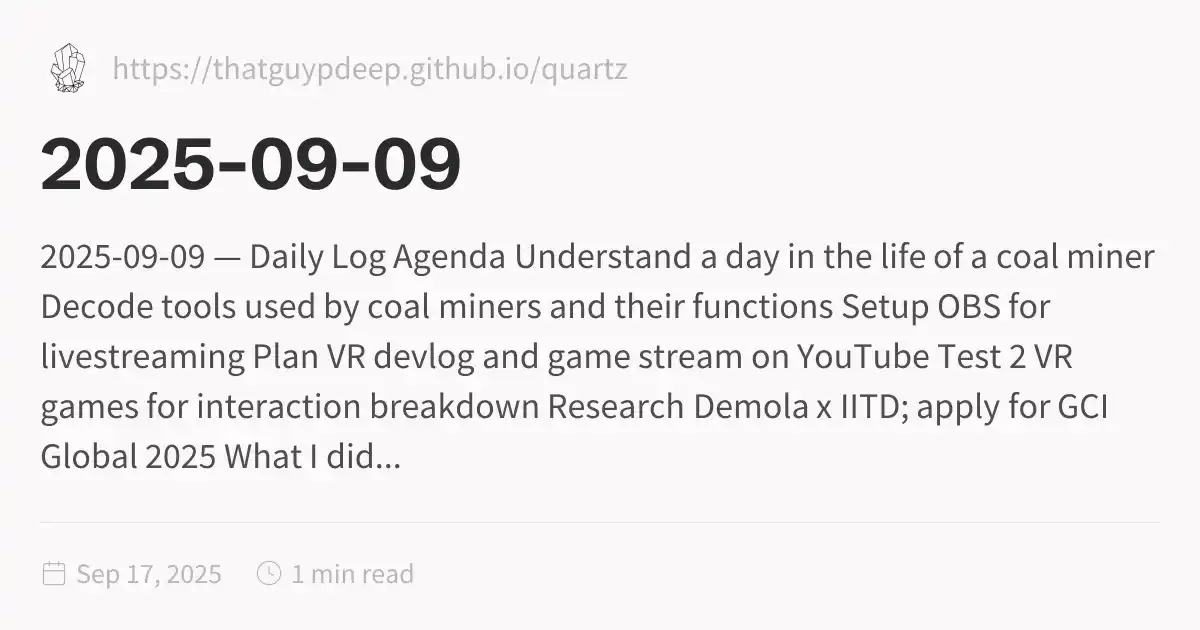 https://thatguypdeep.github.io/quartz
2025-09-09
2025-09-09 — Daily Log Agenda Understand a day in the life of a coal miner
Decode tools used by coal miners and their functions Setup OBS for
livestreaming Plan VR devlog and game stream on YouTube Test 2 VR
games for interaction breakdown Research Demola x IITD; apply for GCI
Global 2025 What I did...
Sep 17, 2025 1 min read